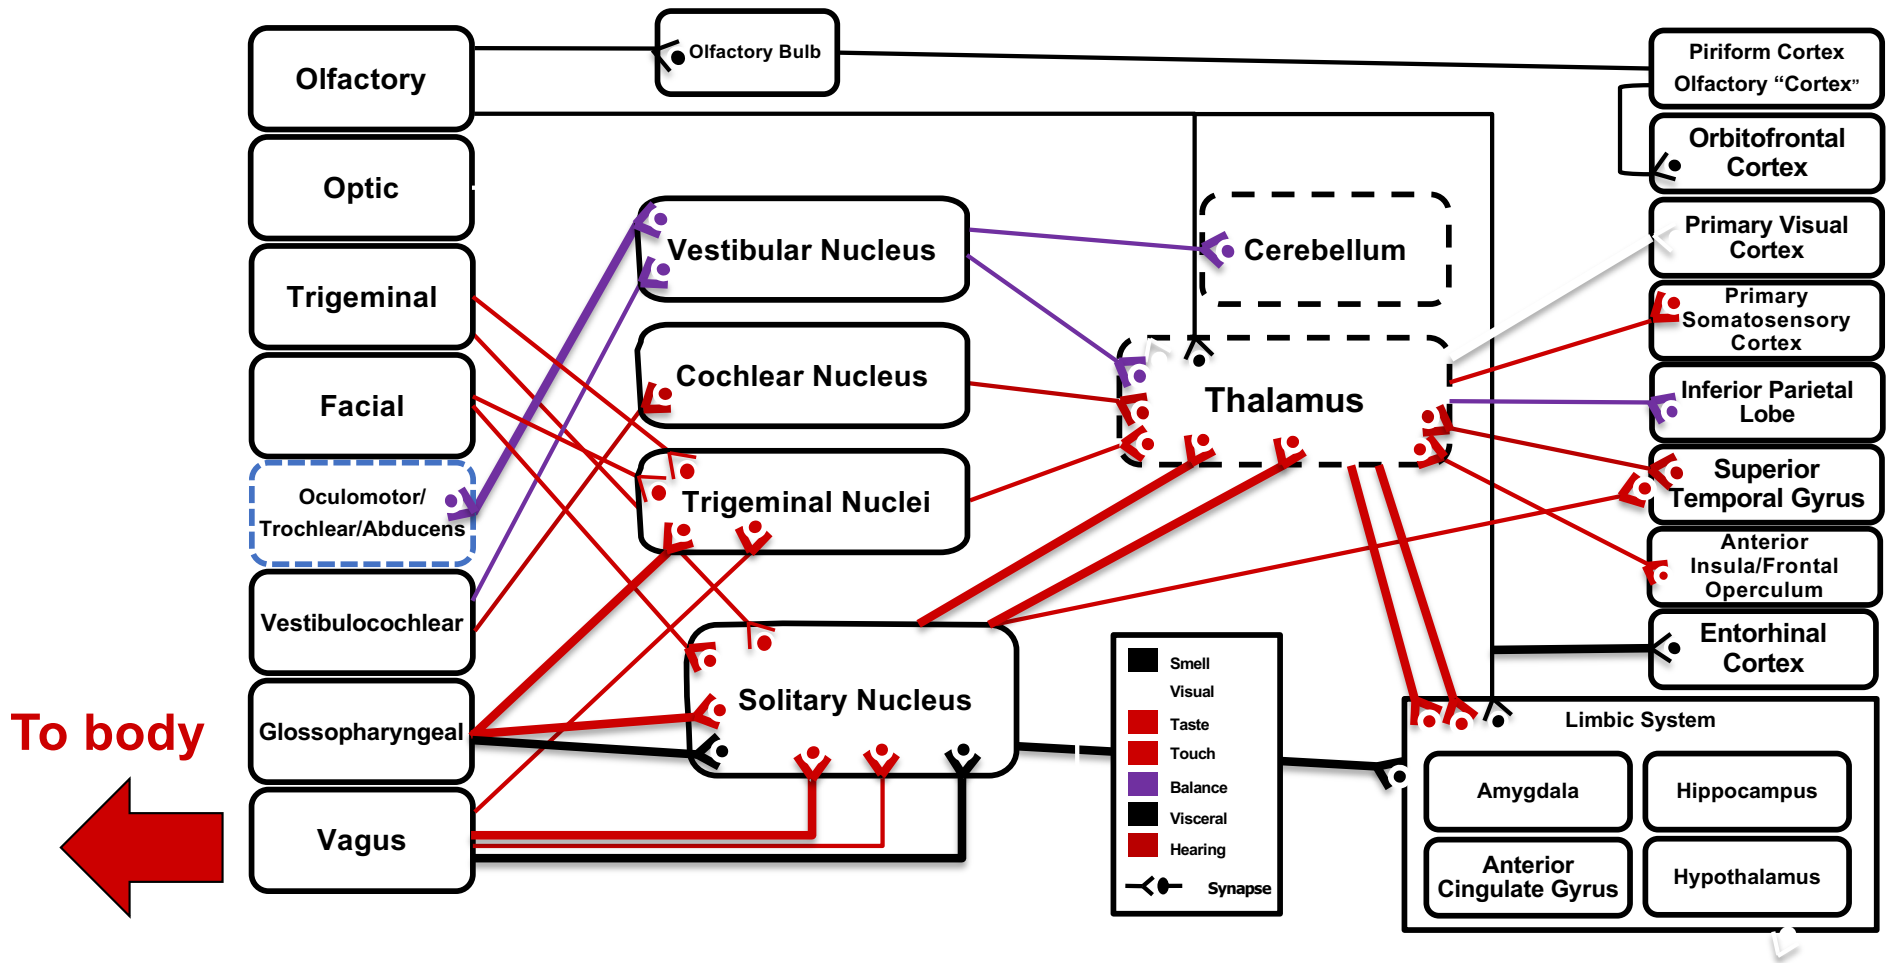 Olfactory
Optic
Trigeminal
Facial
Oculomotor/
Trochlear/Abducens
Vestibulocochlear
Glossopharyngeal
Vagus
To body
Olfactory Bulb
Vestibular Nucleus
Cochlear Nucleus
Trigeminal Nuclei
Solitary Nucleus
Cerebellum
Thalamus
Smell
Visual
Taste
Touch
Balance
Visceral
Hearing
Synapse
Piriform Cortex
Olfactory “Cortex”
Orbitofrontal
Cortex
Primary Visual
Cortex
Primary
Somatosensory
Cortex
Inferior Parietal
Lobe
Superior
Temporal Gyrus
Anterior
Insula/Frontal
Operculum
Entorhinal
Cortex
Limbic System
Amygdala
Hippocampus
Anterior
Cingulate Gyrus
Hypothalamus